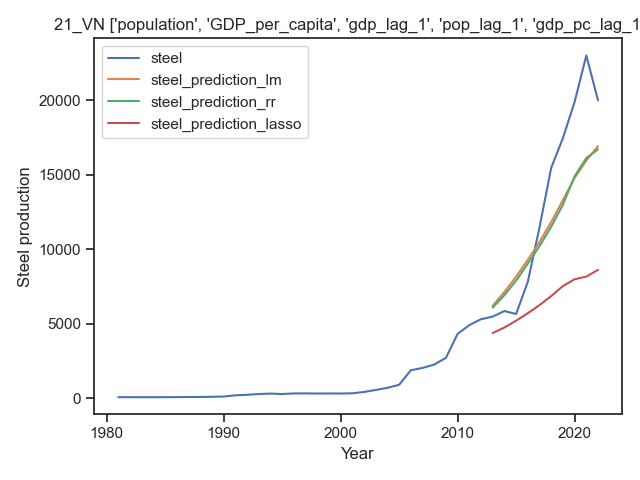 21_VN ['population', 'GDP_per_capita', 'gdp_lag_1', 'pop_lag_1', 'gdp_pc_lag_1
steel
steel_prediction_lm
steel_prediction_rr
steel_prediction_lasso
20000
15000
10000
5000
0
Steel production
1980 1990 2000 2010 2020
Year